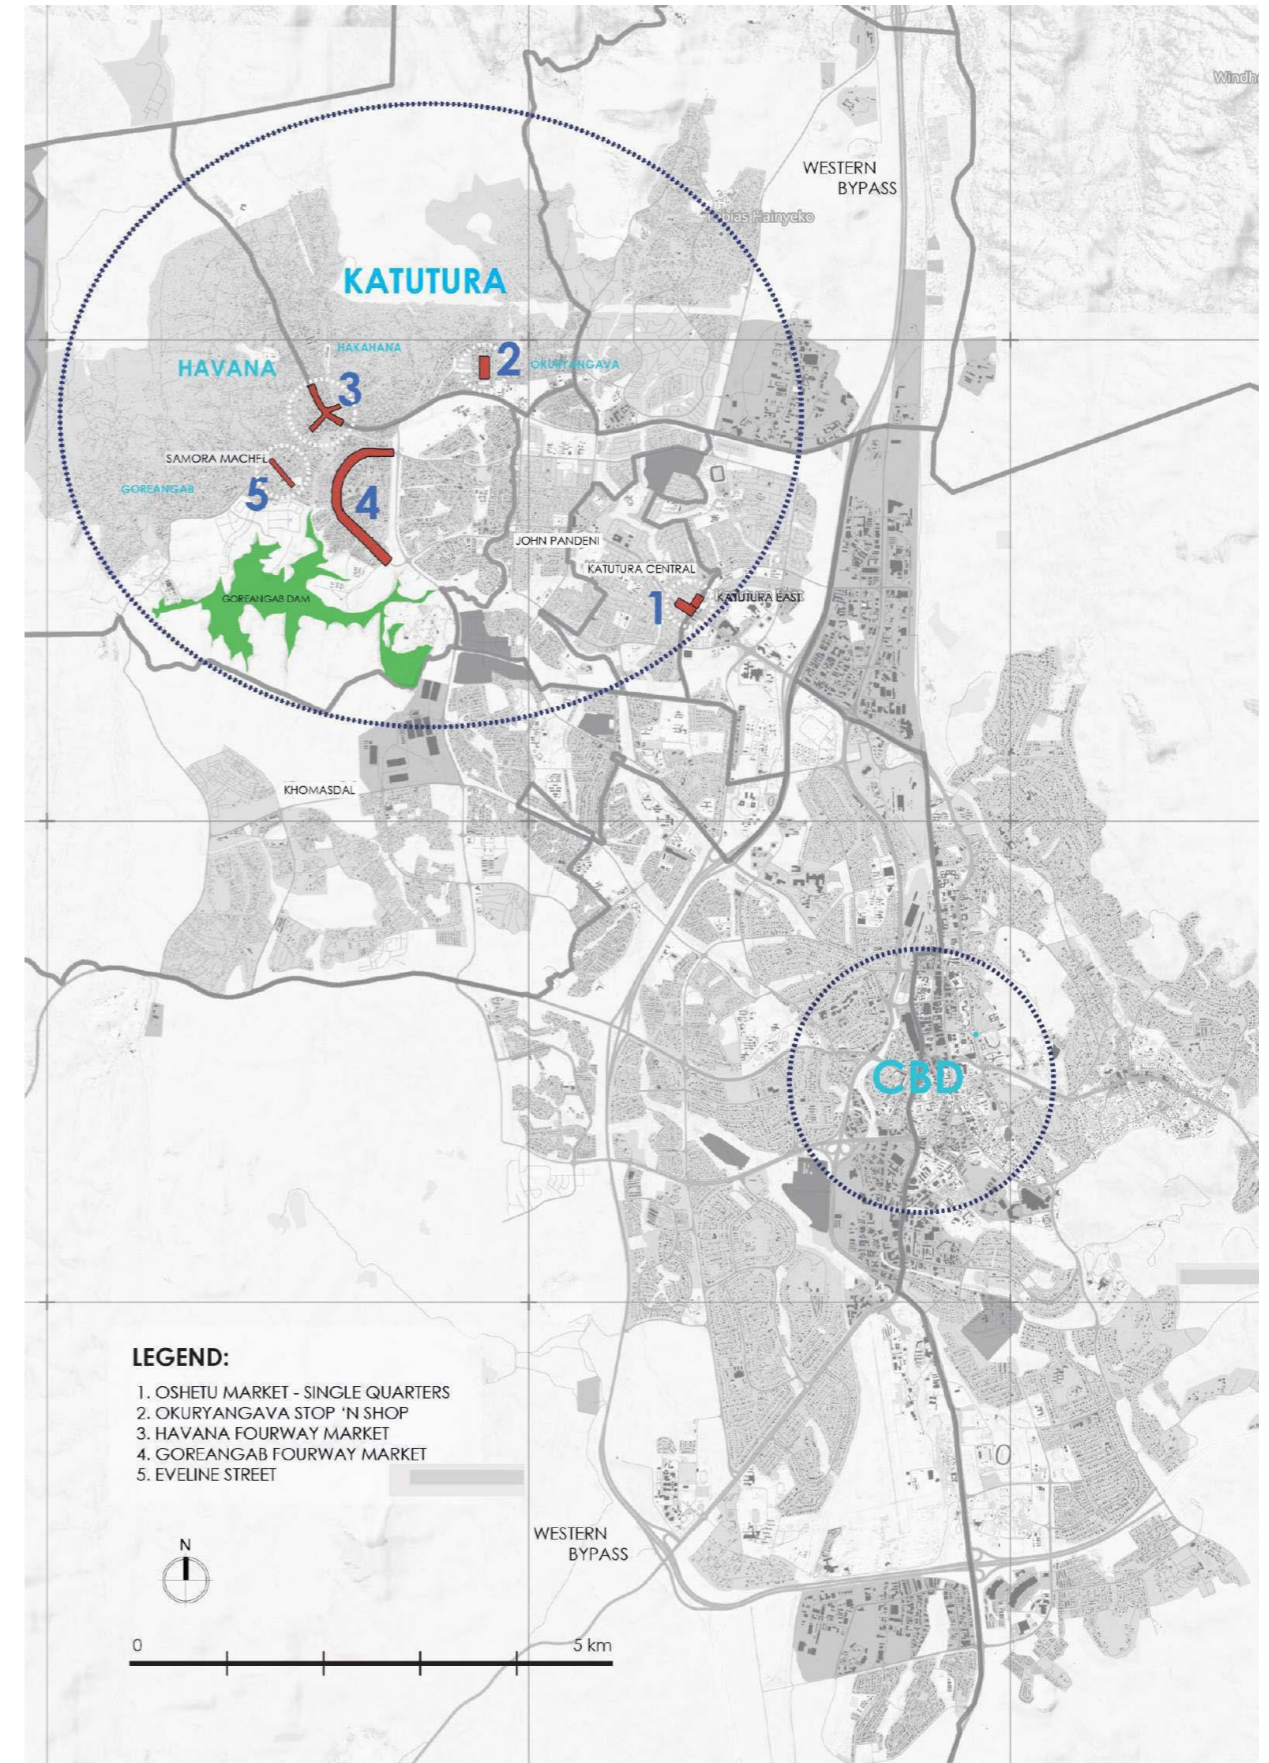 Windh
WESTERN
BYPASS
Tobias Hainyeko
KATUTURA
HAKAHANA
2
HAVANA
OKURYANGAVA
3
SAMORA MACHEL
GOREANGAB
5
4
JOHN PANDENI
KATUTURA CENTRAL
GOREANGAB DAM
1
KATUTURA EAST
KHOMASDAL
CBD
LEGEND:
1. OSHETU MARKET - SINGLE QUARTERS
2. OKURYANGAVA STOP ‘N SHOP
3. HAVANA FOURWAY MARKET
4. GOREANGAB FOURWAY MARKET
5. EVELINE STREET
WESTERN
BYPASS
N
0
5 km